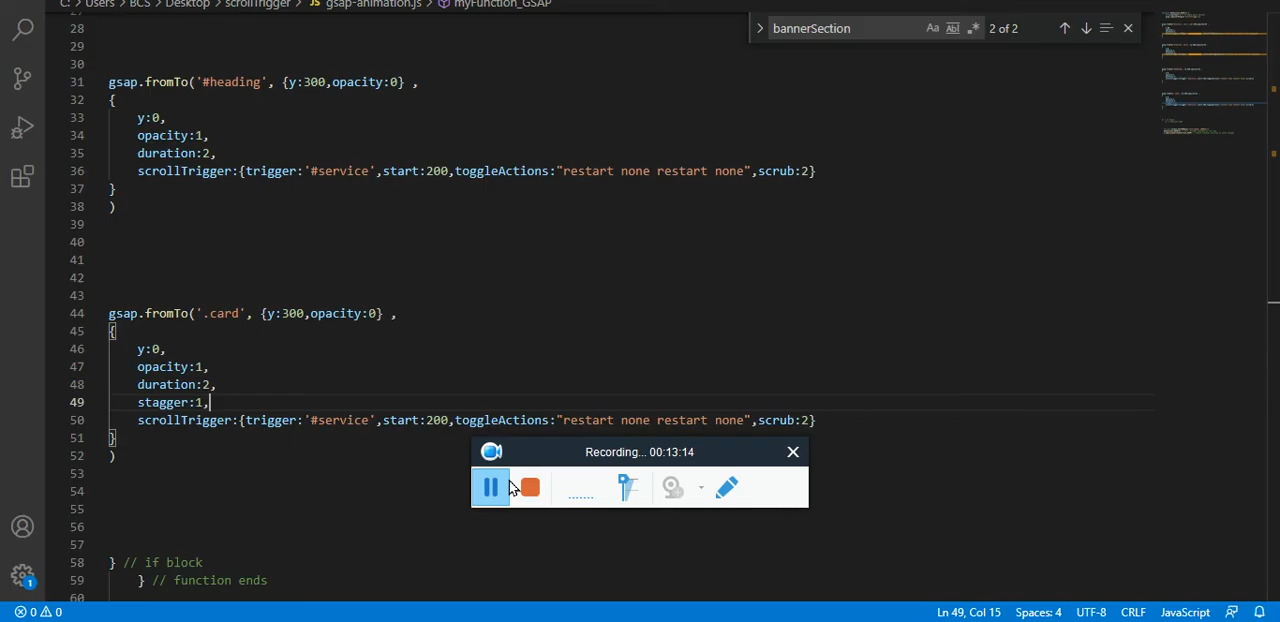 C: > Users > BCS > Desktop > scrollTrigger > JS gsap-animation.js > myFunction_GSAP
bannerSection Aa Abl .* 2 of 2
27
28
29
30
31 gsap.fromTo('#heading', {y:300,opacity:0} ,
32 {
33 y:0,
34 opacity:1,
35 duration:2,
36 scrollTrigger:{trigger:'#service',start:200,toggleActions:"restart none restart none",scrub:2}
37 }
38 )
39
40
41
42
43
44 gsap.fromTo('.card', {y:300,opacity:0} ,
45 {
46 y:0,
47 opacity:1,
48 duration:2,
49 stagger:1,
50 scrollTrigger:{trigger:'#service',start:200,toggleActions:"restart none restart none",scrub:2}
51 }
Recording... 00:13:14
52 )
53
54
55
56
57
58 } // if block
59 } // function ends
60
1
0 0 Ln 49, Col 15 Spaces: 4 UTF-8 CRLF JavaScript